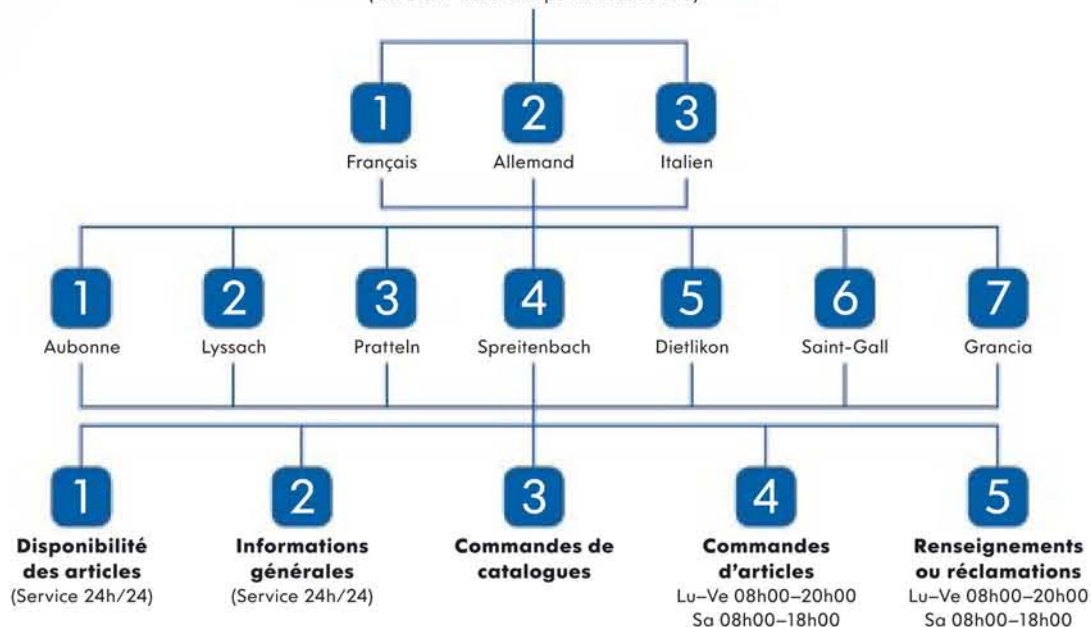 1 2 3
Français Allemand Italien
1 2 3 4 5 6 7
Aubonne Lyssach Pratteln Spreitenbach Dietlikon Saint-Gall Grancia
1 2 3 4 5
Disponibilité Informations Commandes de Commandes Renseignements
des articles générales catalogues d'articles ou réclamations
(Service 24h/24) (Service 24h/24) Lu–Ve 08h00–20h00 Lu–Ve 08h00–20h00
Sa 08h00–18h00 Sa 08h00–18h00